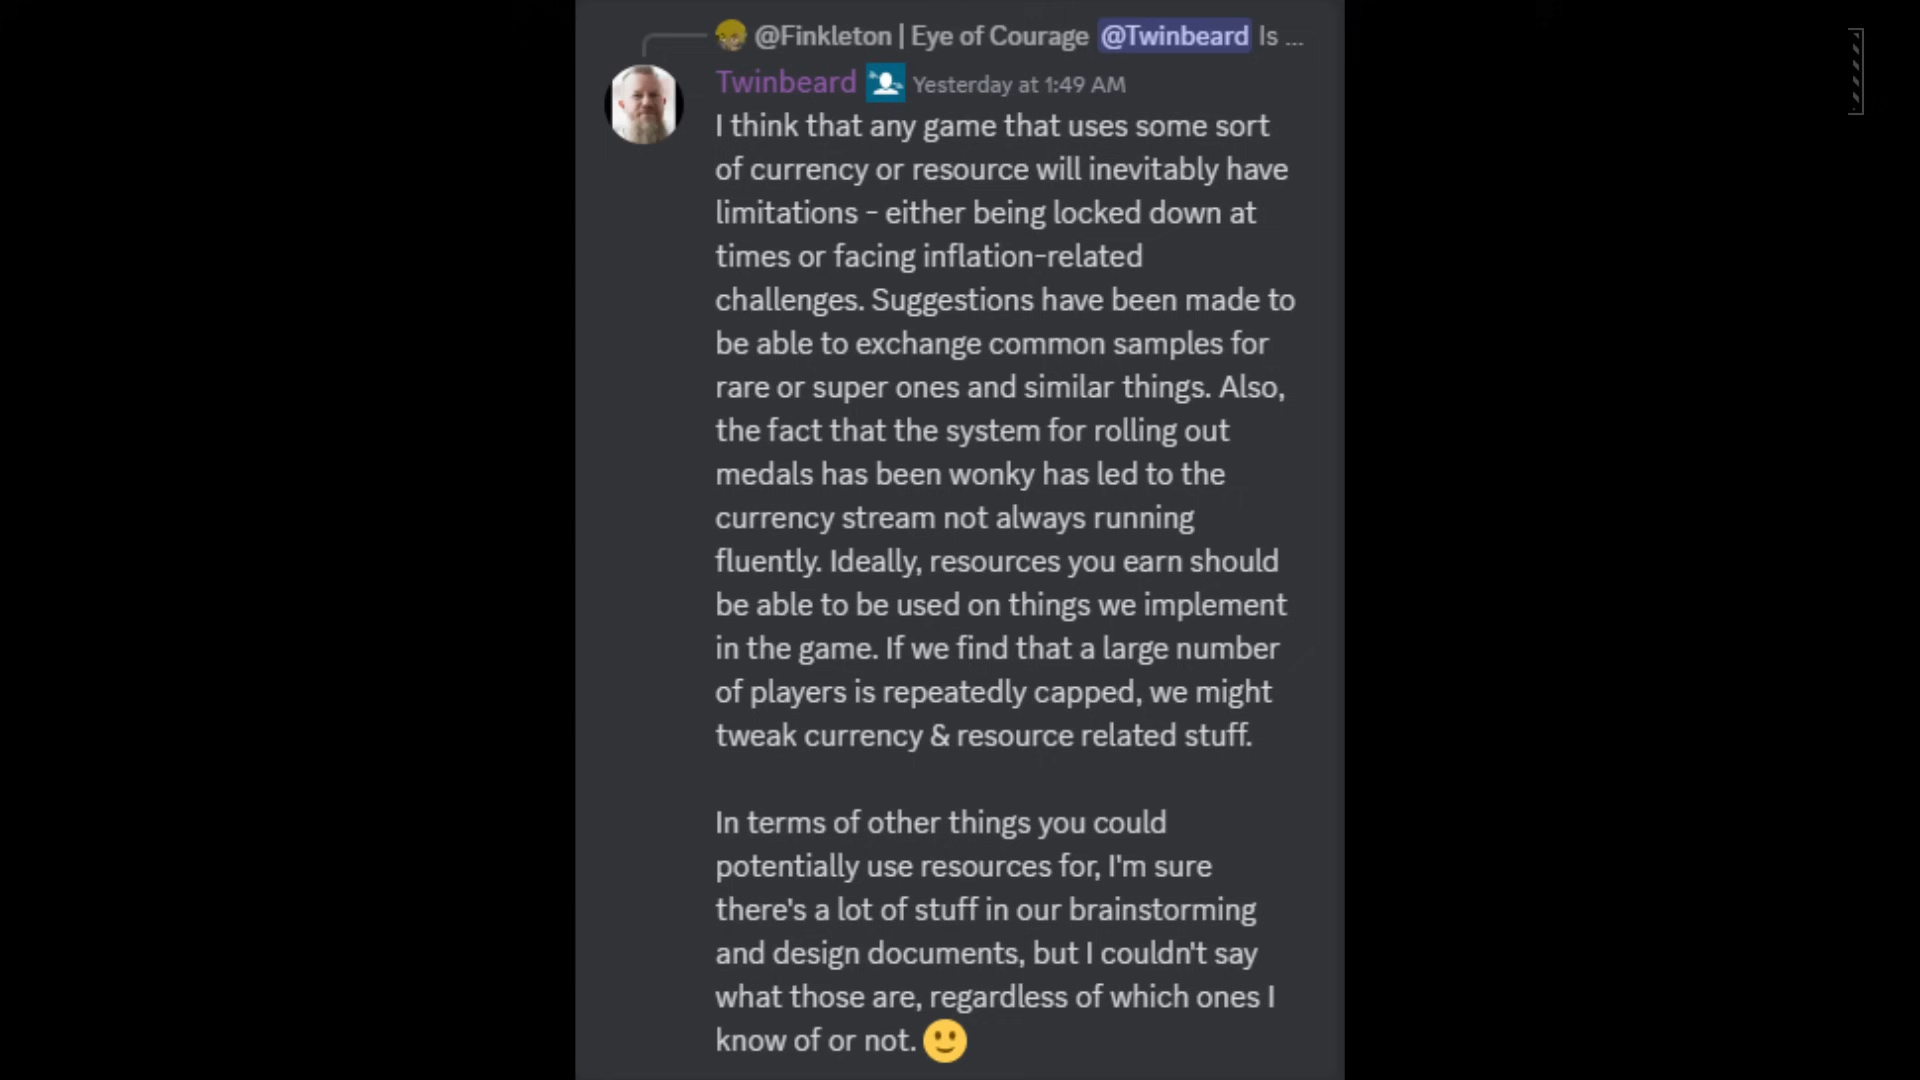 @Finkleton | Eye of Courage @Twinbeard Is ...
Twinbeard Yesterday at 1:49 AM
I think that any game that uses some sort
of currency or resource will inevitably have
limitations - either being locked down at
times or facing inflation-related
challenges. Suggestions have been made to
be able to exchange common samples for
rare or super ones and similar things. Also,
the fact that the system for rolling out
medals has been wonky has led to the
currency stream not always running
fluently. Ideally, resources you earn should
be able to be used on things we implement
in the game. If we find that a large number
of players is repeatedly capped, we might
tweak currency & resource related stuff.
In terms of other things you could
potentially use resources for, I'm sure
there's a lot of stuff in our brainstorming
and design documents, but I couldn't say
what those are, regardless of which ones I
know of or not. 🙂